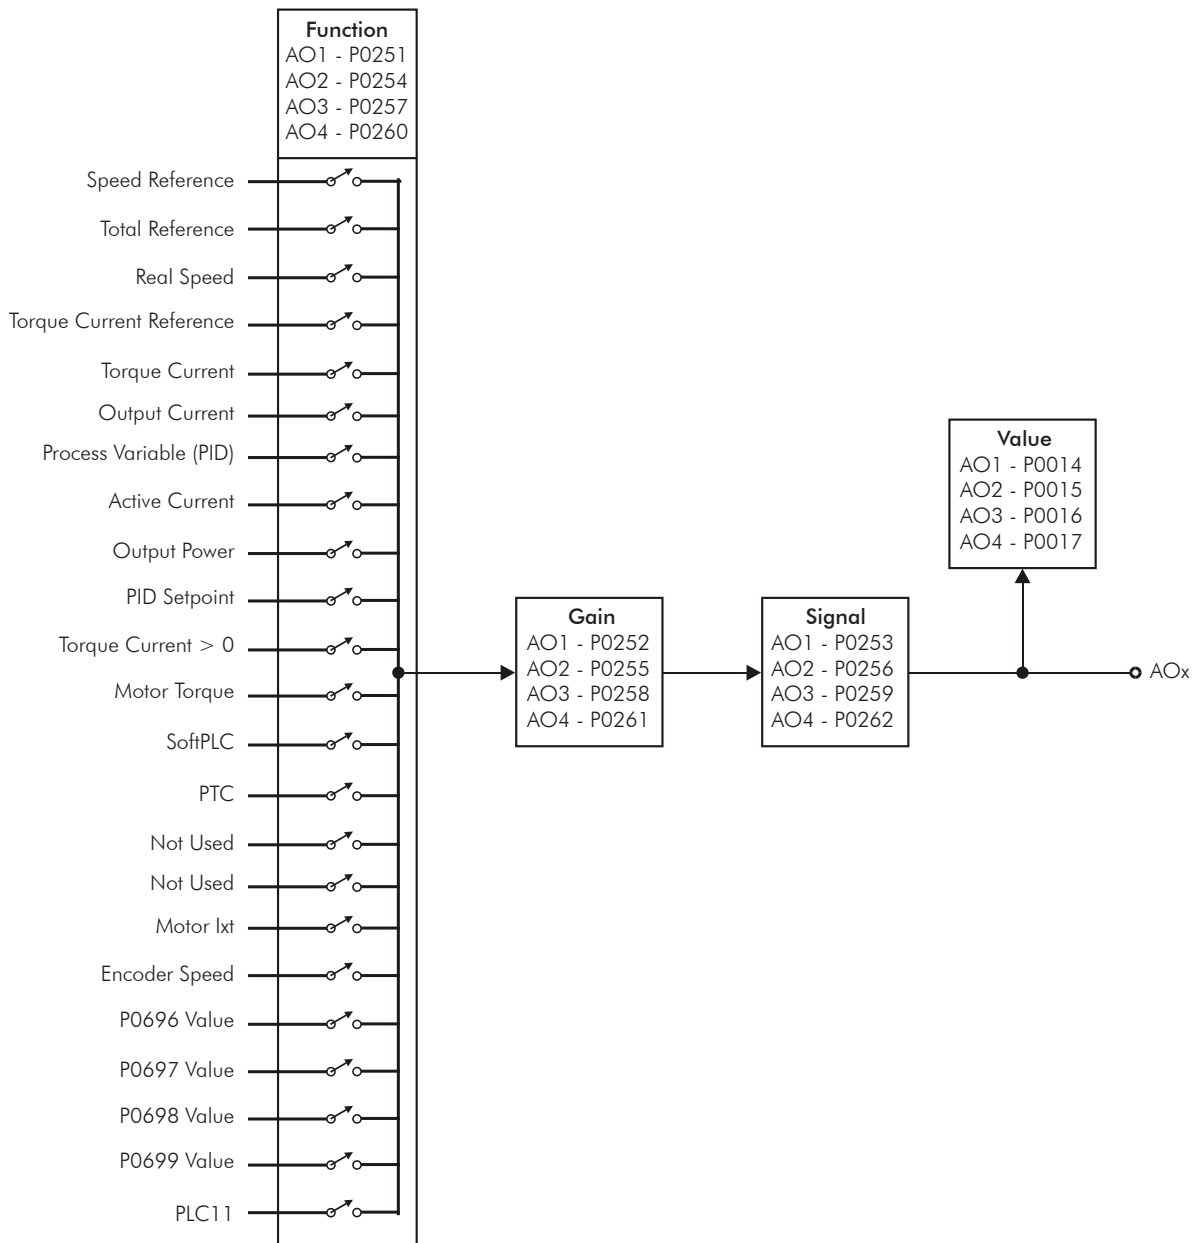 Function
AO1 - P0251
AO2 - P0254
AO3 - P0257
AO4 - P0260
Speed Reference
Total Reference
Real Speed
Torque Current Reference
Torque Current
Output Current
Process Variable (PID)
Active Current
Output Power
PID Setpoint
Torque Current > 0
Motor Torque
SoftPLC
PTC
Not Used
Not Used
Motor Ixt
Encoder Speed
P0696 Value
P0697 Value
P0698 Value
P0699 Value
PLC11
Gain
AO1 - P0252
AO2 - P0255
AO3 - P0258
AO4 - P0261
Signal
AO1 - P0253
AO2 - P0256
AO3 - P0259
AO4 - P0262
Value
AO1 - P0014
AO2 - P0015
AO3 - P0016
AO4 - P0017
AOx